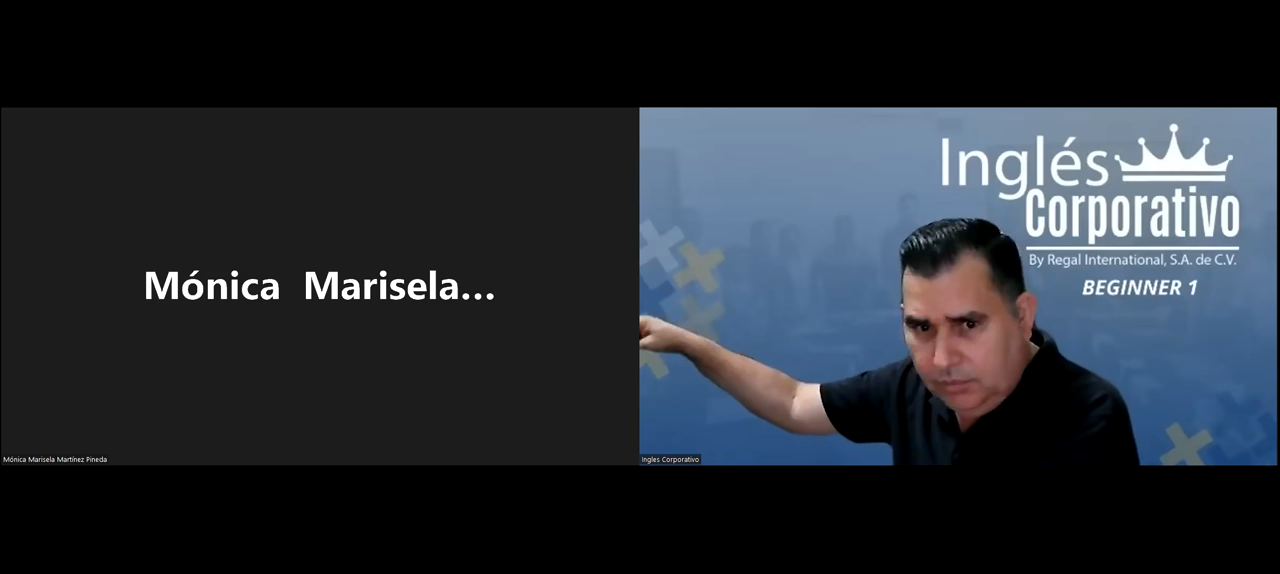 Mónica Marisela...
Mónica Marisela Martínez Pineda
Inglés
Corporativo
By Regal International, S.A. de C.V.
BEGINNER 1
Ingles Corporativo